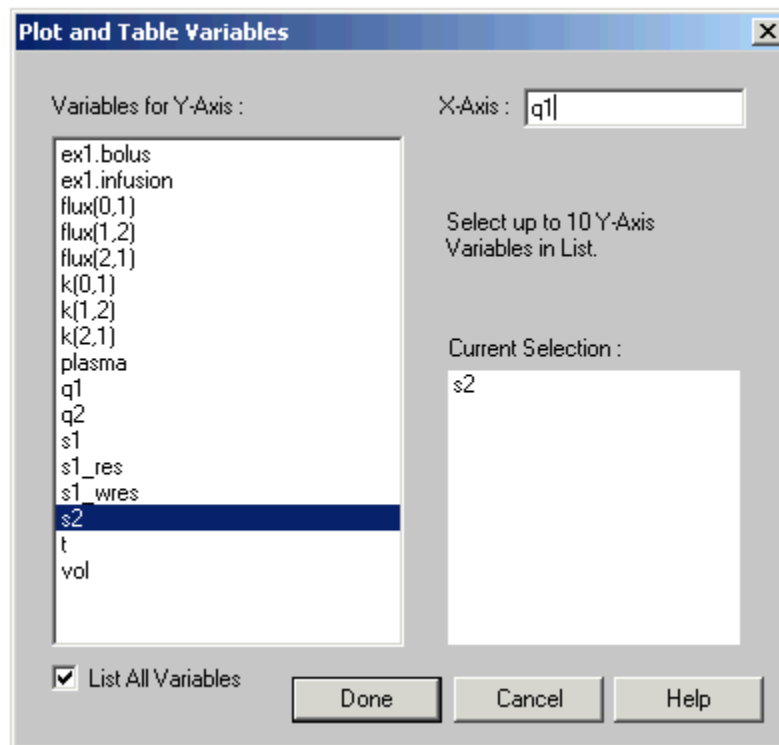 Plot and Table Variables
Variables for Y-Axis :
X-Axis :
q1
ex1.bolus
ex1.infusion
flux(0,1)
flux(1,2)
flux(2,1)
k(0,1)
k(1,2)
k(2,1)
plasma
q1
q2
s1
s1_res
s1_wres
s2
t
vol
Select up to 10 Y-Axis
Variables in List.
Current Selection :
s2
List All Variables
Done
Cancel
Help